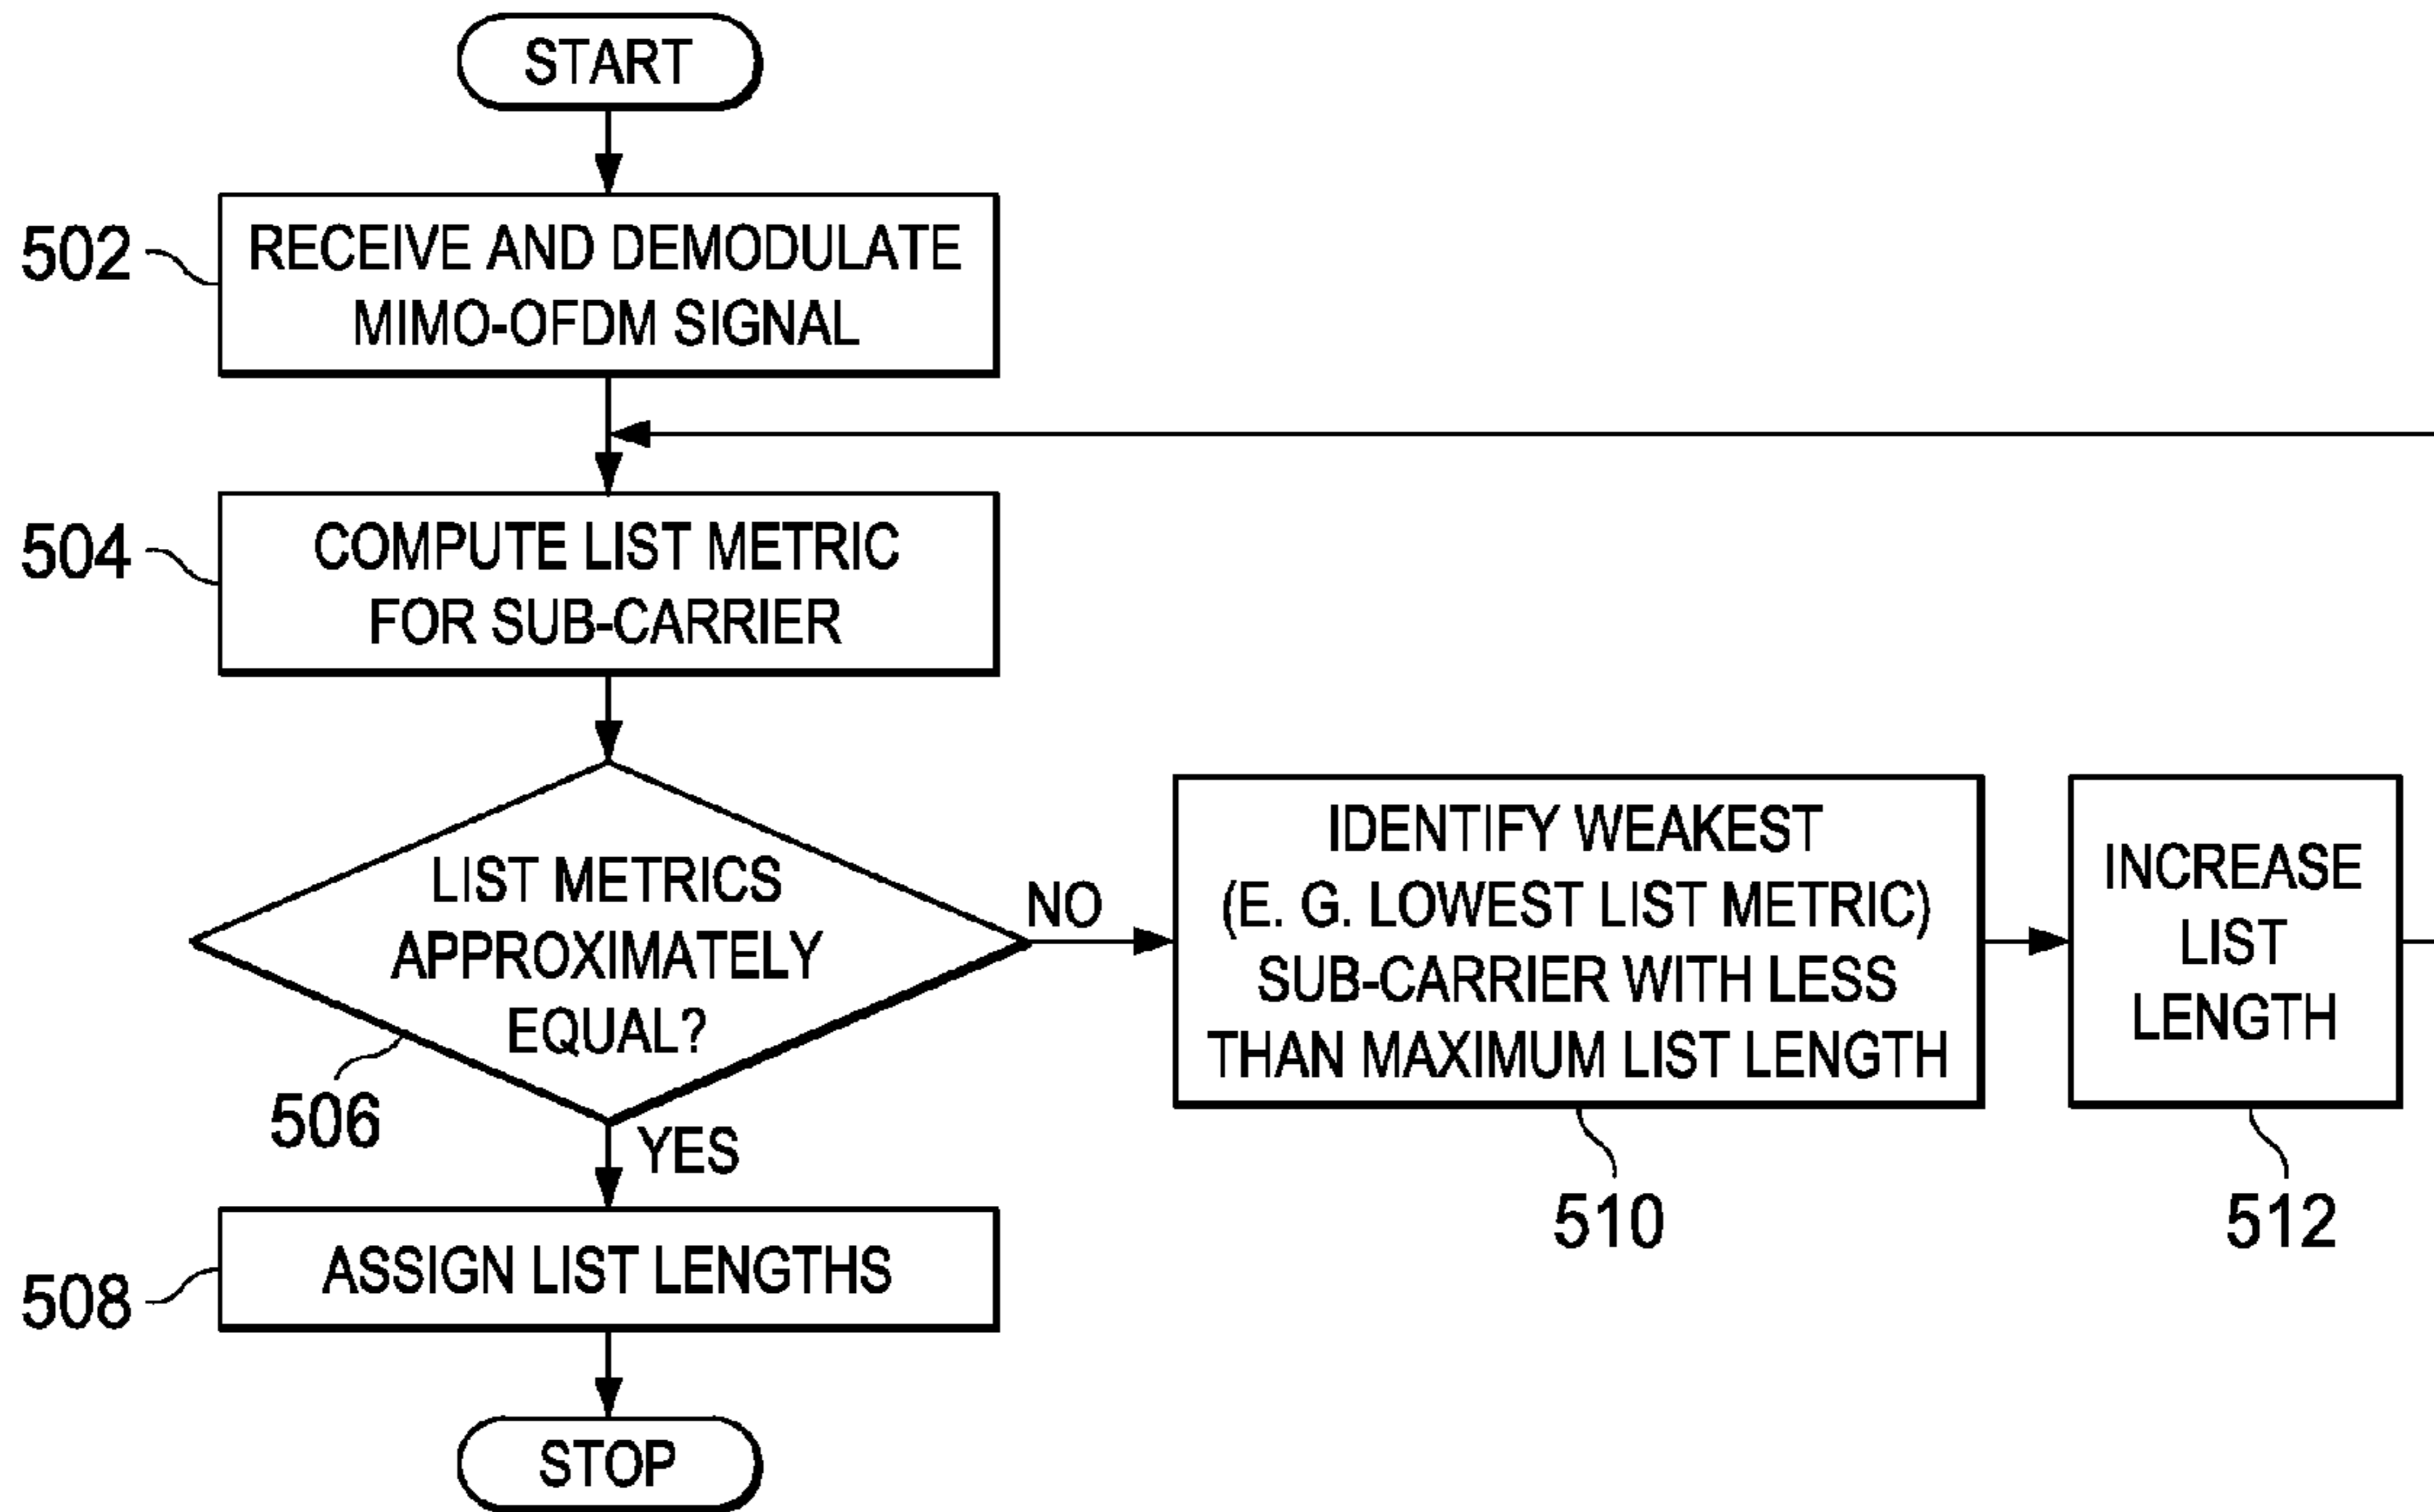 START
502
RECEIVE AND DEMODULATE
MIMO-OFDM SIGNAL
504
COMPUTE LIST METRIC
FOR SUB-CARRIER
LIST METRICS
APPROXIMATELY
EQUAL?
506
NO
YES
IDENTIFY WEAKEST
(E. G. LOWEST LIST METRIC)
SUB-CARRIER WITH LESS
THAN MAXIMUM LIST LENGTH
510
INCREASE
LIST
LENGTH
512
508
ASSIGN LIST LENGTHS
STOP